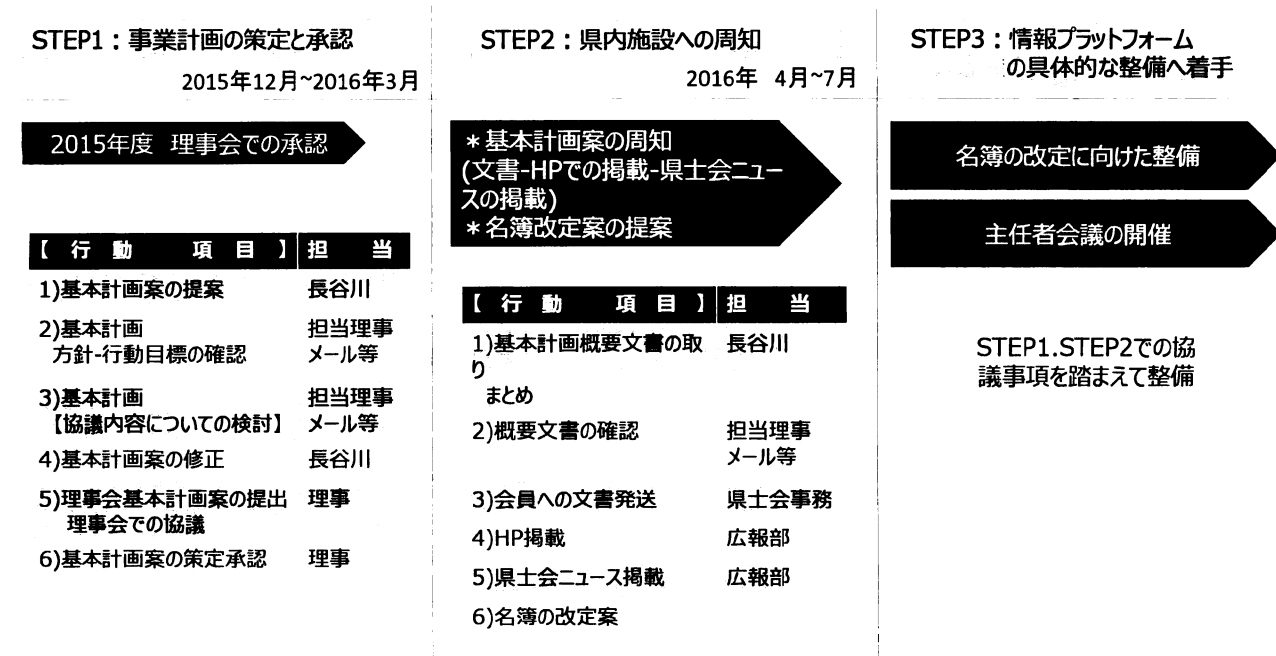 STEP1：事業計画の策定と承認
2015年12月~2016年3月
2015年度 理事会での承認
【 行 動 項 目 】 担 当
1)基本計画案の提案 長谷川
2)基本計画 担当理事
方針-行動目標の確認 メール等
3)基本計画 担当理事
【協議内容についての検討】 メール等
4)基本計画案の修正 長谷川
5)理事会基本計画案の提出 理事
理事会での協議
6)基本計画案の策定承認 理事
STEP2：県内施設への周知
2016年 4月~7月
＊基本計画案の周知
(文書-HPでの掲載-県士会ニュー
スの掲載)
＊名簿改定案の提案
【 行 動 項 目 】 担 当
1)基本計画概要文書の取 長谷川
り
まとめ
2)概要文書の確認 担当理事
メール等
3)会員への文書発送 県士会事務
4)HP掲載 広報部
5)県士会ニュース掲載 広報部
6)名簿の改定案
STEP3：情報プラットフォーム
の具体的な整備へ着手
名簿の改定に向けた整備
主任者会議の開催
STEP1.STEP2での協
議事項を踏まえて整備